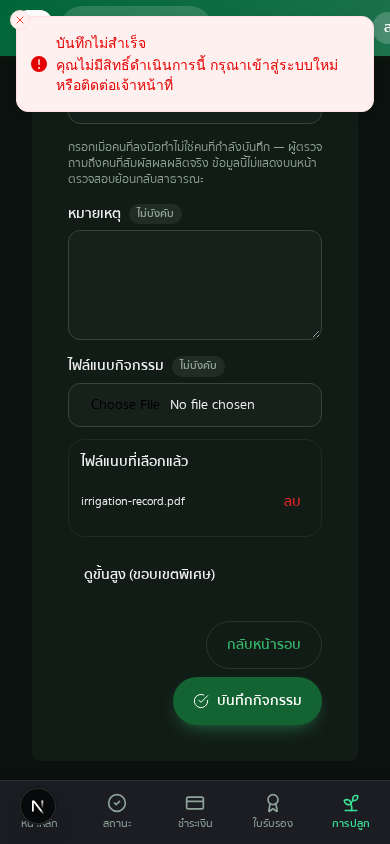 บันทึกไม่สำเร็จ
คุณไม่มีสิทธิ์ดำเนินการนี้ กรุณาเข้าสู่ระบบใหม่
หรือติดต่อเจ้าหน้าที่
กรอกเมื่อคนที่ลงมือทำไม่ใช่คนที่กำลังบันทึก — ผู้ตรวจ
ถามถึงคนที่สัมผัสผลผลิตจริง ข้อมูลนี้ไม่แสดงบนหน้า
ตรวจสอบย้อนกลับสาธารณะ
หมายเหตุ ไม่บังคับ
ไฟล์แนบกิจกรรม ไม่บังคับ
Choose File No file chosen
ไฟล์แนบที่เลือกแล้ว
irrigation-record.pdf ลบ
ดูขั้นสูง (ขอบเขตพิเศษ)
กลับหน้ารอบ
บันทึกกิจกรรม
N
สถานะ ชำระเงิน ใบรับรอง การปลูก